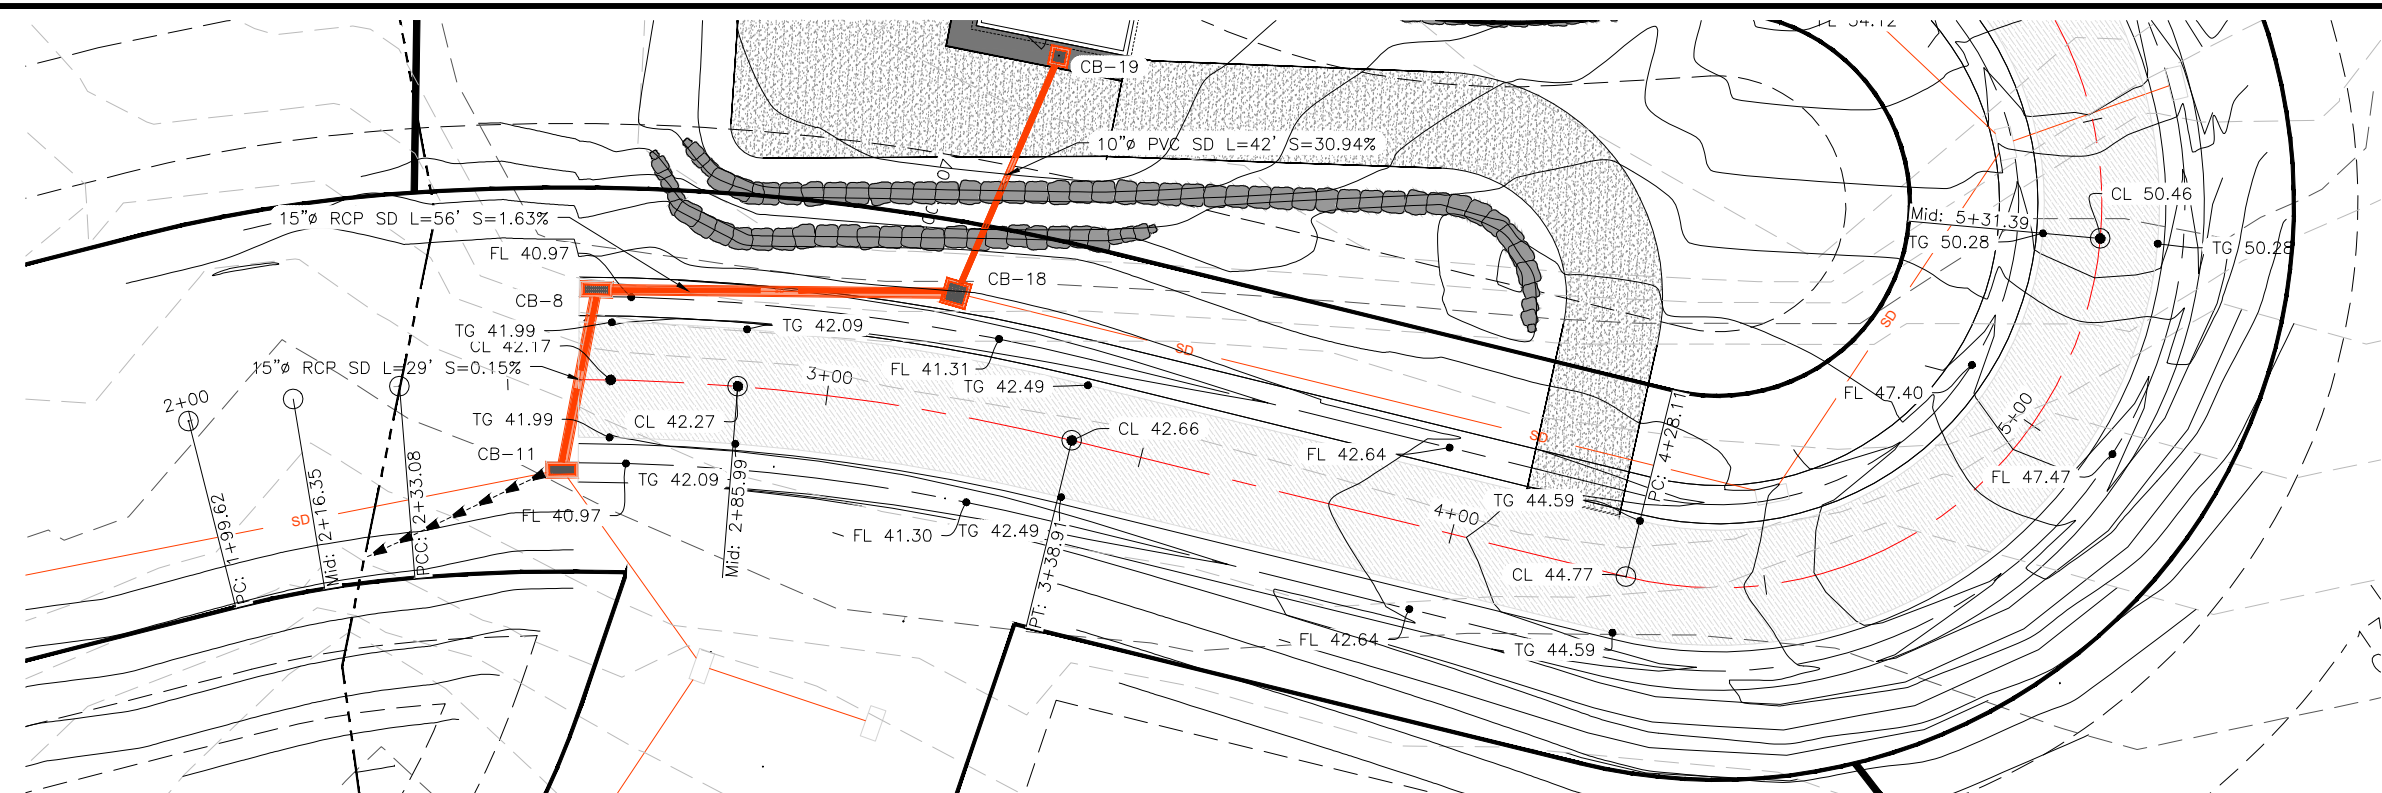 FL 54.12
CB-19
10"ø PVC SD L=42' S=30.94%
15"ø RCP SD L=56' S=1.63%
FL 40.97
CB-8
CB-18
TG 41.99
CL 42.17
TG 42.09
15"ø RCP SD L=29' S=0.15%
FL 41.31
TG 42.49
SD
3+00
2+00
TG 41.99
CL 42.27
CL 42.66
CB-11
TG 42.09
FL 40.97
SD
PC: 1+99.62
Mid: 2+16.35
PCC: 2+33.08
Mid: 2+85.99
FL 41.30
TG 42.49
PT: 3+38.91
FL 42.64
SD
TG 44.59
4+00
PC: 4+28.11
CL 44.77
FL 42.64
TG 44.59
CL 50.46
Mid: 5+31.39
TG 50.28
TG 50.28
SD
FL 47.40
5+00
FL 47.47